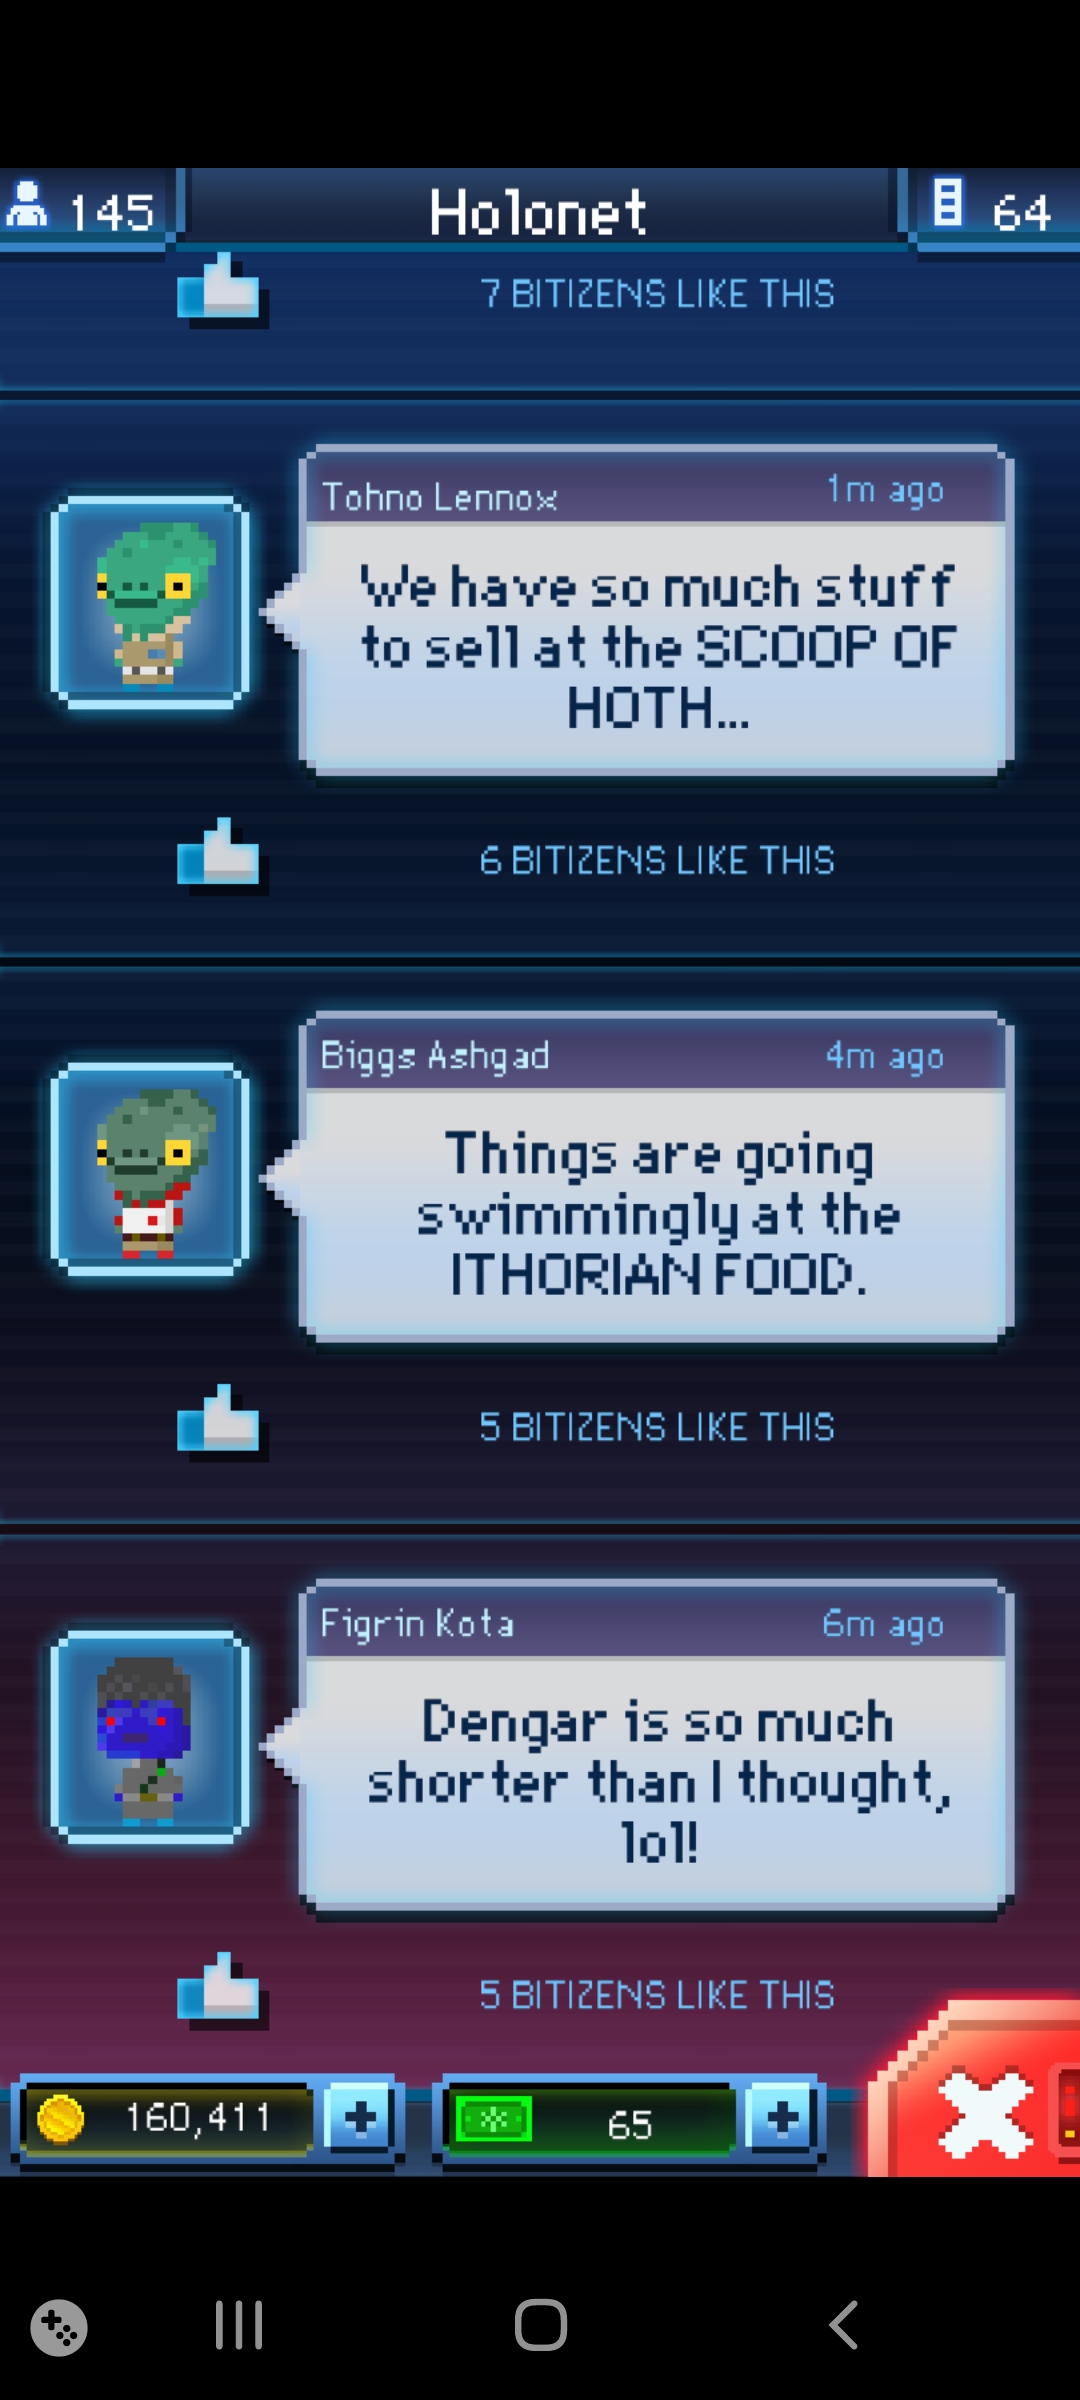 145
Holonet
64
7 BITIZENS LIKE THIS
Tohno Lennox
1m ago
We have so much stuff
to sell at the SCOOP OF
HOTH...
6 BITIZENS LIKE THIS
Biggs Ashgad
4m ago
Things are going
swimmingly at the
ITHORIAN FOOD.
5 BITIZENS LIKE THIS
Figrin Kota
6m ago
Dengar is so much
shorter than I thought,
lol!
5 BITIZENS LIKE THIS
160,411
65